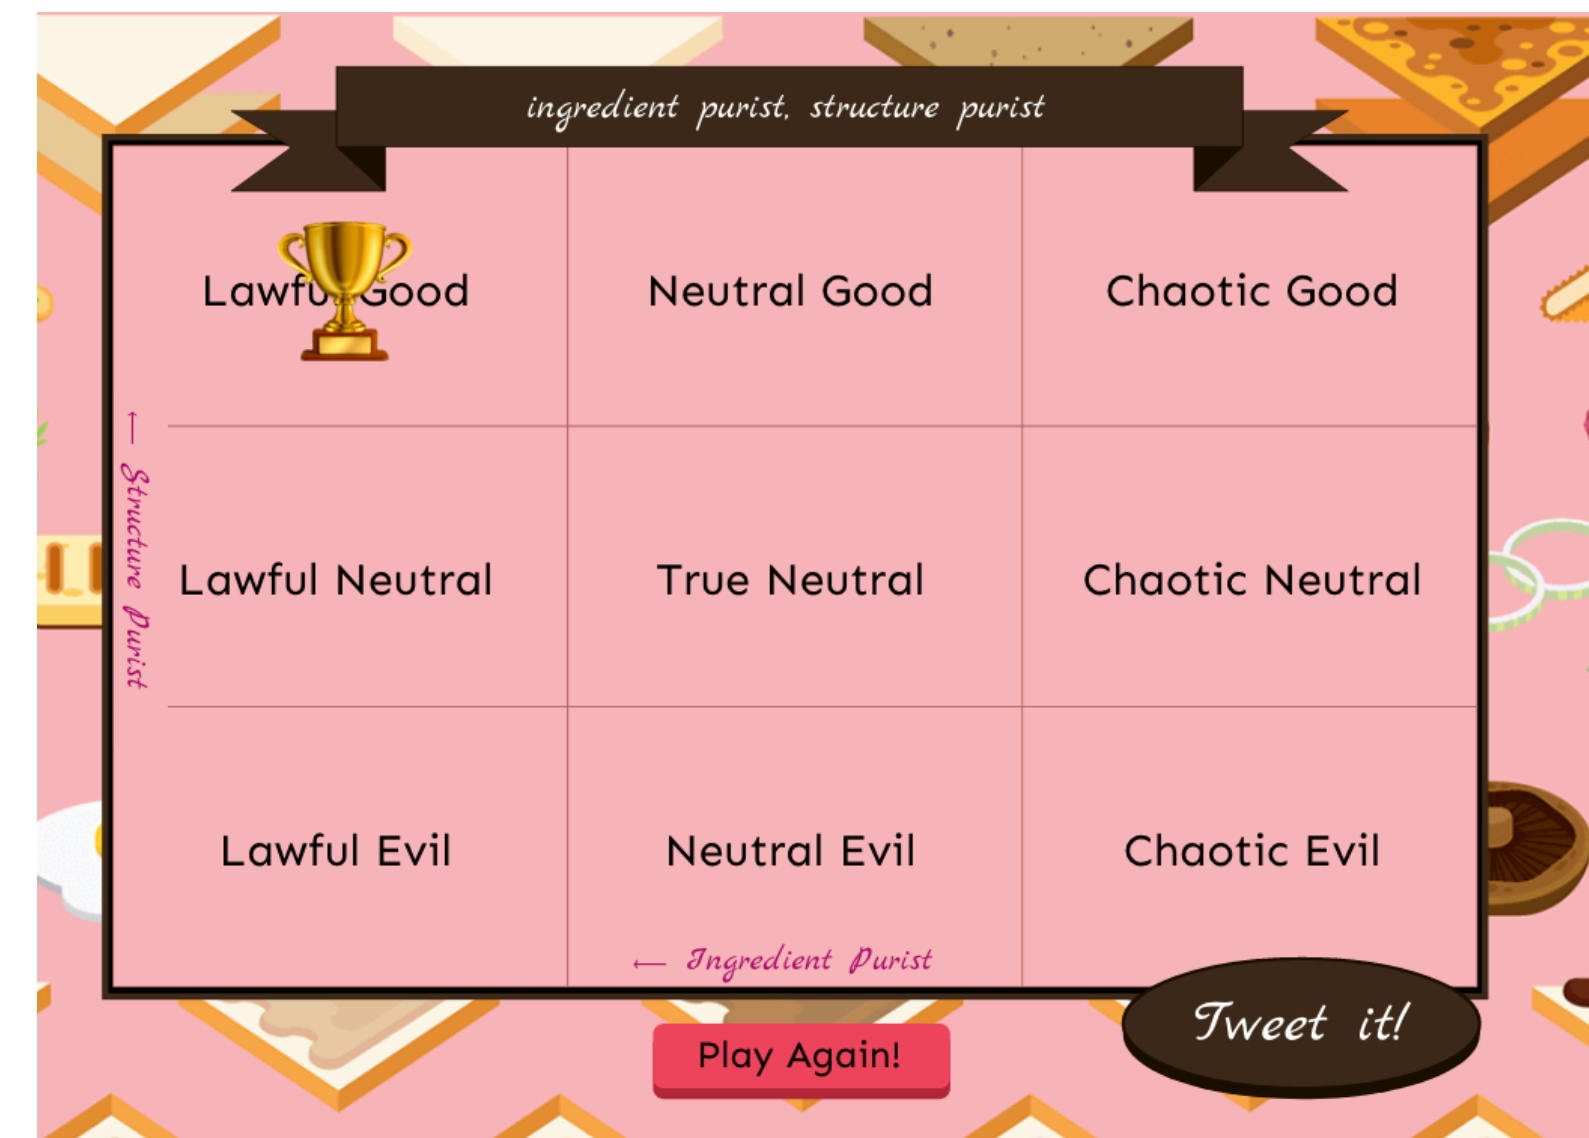 ingredient purist, structure purist
Lawful Good
Neutral Good
Chaotic Good
← Structure Purist
Lawful Neutral
True Neutral
Chaotic Neutral
Lawful Evil
Neutral Evil
Chaotic Evil
← Ingredient Purist
Tweet it!
Play Again!